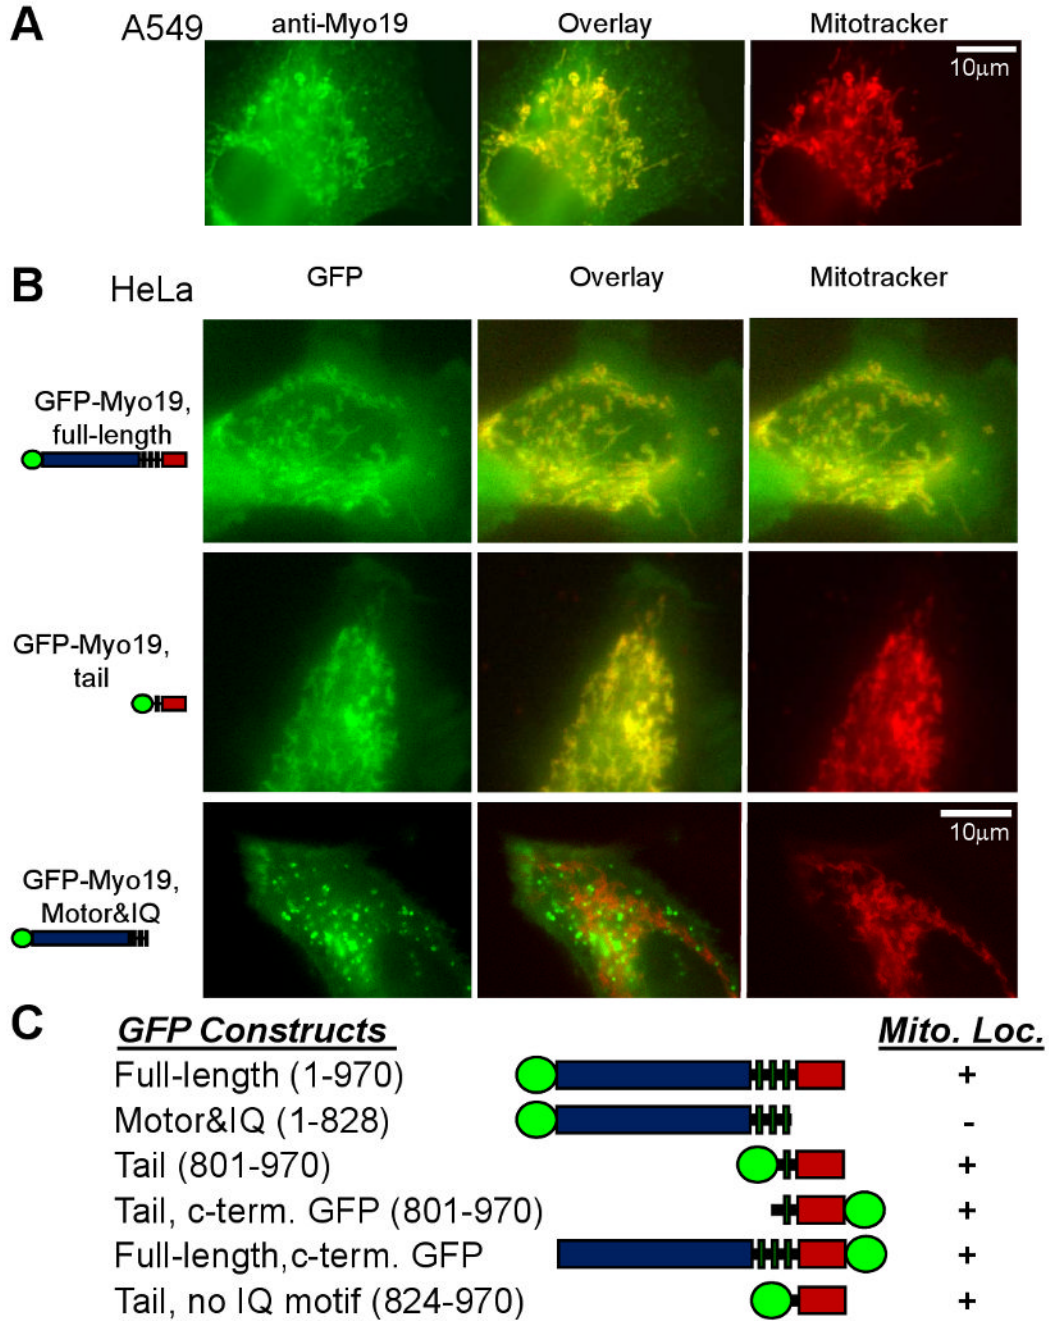 A A549 anti-Myo19 Overlay Mitotracker
10μm
B HeLa GFP Overlay Mitotracker
GFP-Myo19,
full-length
GFP-Myo19,
tail
10μm
GFP-Myo19,
Motor&IQ
C GFP Constructs Mito. Loc.
Full-length (1-970) +
Motor&IQ (1-828) -
Tail (801-970) +
Tail, c-term. GFP (801-970) +
Full-length,c-term. GFP +
Tail, no IQ motif (824-970) +